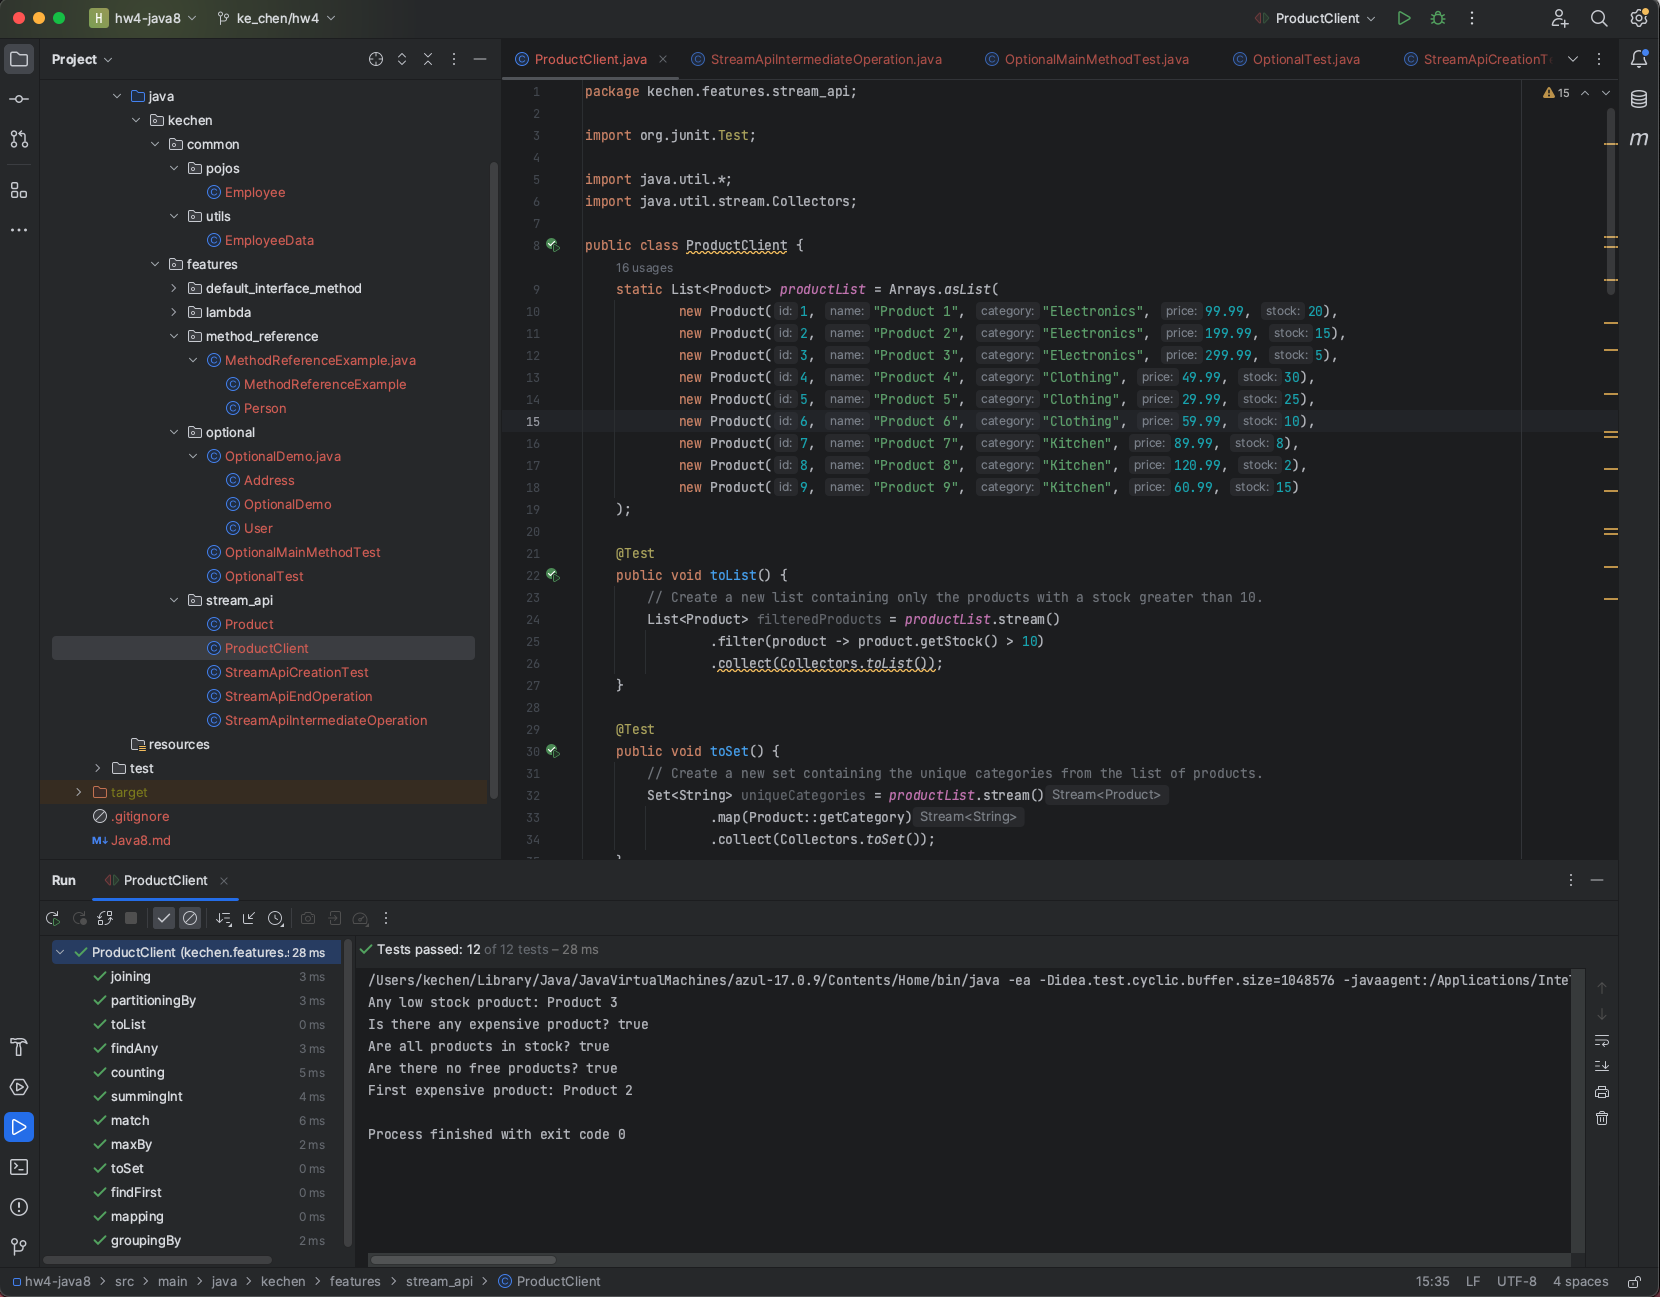 H hw4-java8 ke_chen/hw4 ProductClient
Project
java
kechen
common
pojos
Employee
utils
EmployeeData
features
default_interface_method
lambda
method_reference
MethodReferenceExample.java
MethodReferenceExample
Person
optional
OptionalDemo.java
Address
OptionalDemo
User
OptionalMainMethodTest
OptionalTest
stream_api
Product
ProductClient
StreamApiCreationTest
StreamApiEndOperation
StreamApiIntermediateOperation
resources
test
target
.gitignore
M↓ Java8.md
ProductClient.java StreamApiIntermediateOperation.java OptionalMainMethodTest.java OptionalTest.java StreamApiCreationT
15
1 package kechen.features.stream_api;
2
3 import org.junit.Test;
4
5 import java.util.*;
6 import java.util.stream.Collectors;
7
8 public class ProductClient {
16 usages
9 static List<Product> productList = Arrays.asList(
10 new Product( id: 1, name: "Product 1", category: "Electronics", price: 99.99, stock: 20),
11 new Product( id: 2, name: "Product 2", category: "Electronics", price: 199.99, stock: 15),
12 new Product( id: 3, name: "Product 3", category: "Electronics", price: 299.99, stock: 5),
13 new Product( id: 4, name: "Product 4", category: "Clothing", price: 49.99, stock: 30),
14 new Product( id: 5, name: "Product 5", category: "Clothing", price: 29.99, stock: 25),
15 new Product( id: 6, name: "Product 6", category: "Clothing", price: 59.99, stock: 10),
16 new Product( id: 7, name: "Product 7", category: "Kitchen", price: 89.99, stock: 8),
17 new Product( id: 8, name: "Product 8", category: "Kitchen", price: 120.99, stock: 2),
18 new Product( id: 9, name: "Product 9", category: "Kitchen", price: 60.99, stock: 15)
19 );
20
21 @Test
22 public void toList() {
23 // Create a new list containing only the products with a stock greater than 10.
24 List<Product> filteredProducts = productList.stream()
25 .filter(product -> product.getStock() > 10)
26 .collect(Collectors.toList());
27 }
28
29 @Test
30 public void toSet() {
31 // Create a new set containing the unique categories from the list of products.
32 Set<String> uniqueCategories = productList.stream() Stream<Product>
33 .map(Product::getCategory) Stream<String>
34 .collect(Collectors.toSet());
Run ProductClient
ProductClient (kechen.features.s 28 ms
joining 3 ms
partitioningBy 3 ms
toList 0 ms
findAny 3 ms
counting 5 ms
summingInt 4 ms
match 6 ms
maxBy 2 ms
toSet 0 ms
findFirst 0 ms
mapping 0 ms
groupingBy 2 ms
Tests passed: 12 of 12 tests – 28 ms
/Users/kechen/Library/Java/JavaVirtualMachines/azul-17.0.9/Contents/Home/bin/java -ea -Didea.test.cyclic.buffer.size=1048576 -javaagent:/Applications/Inte
Any low stock product: Product 3
Is there any expensive product? true
Are all products in stock? true
Are there no free products? true
First expensive product: Product 2
Process finished with exit code 0
hw4-java8 > src > main > java > kechen > features > stream_api > ProductClient
15:35 LF UTF-8 4 spaces